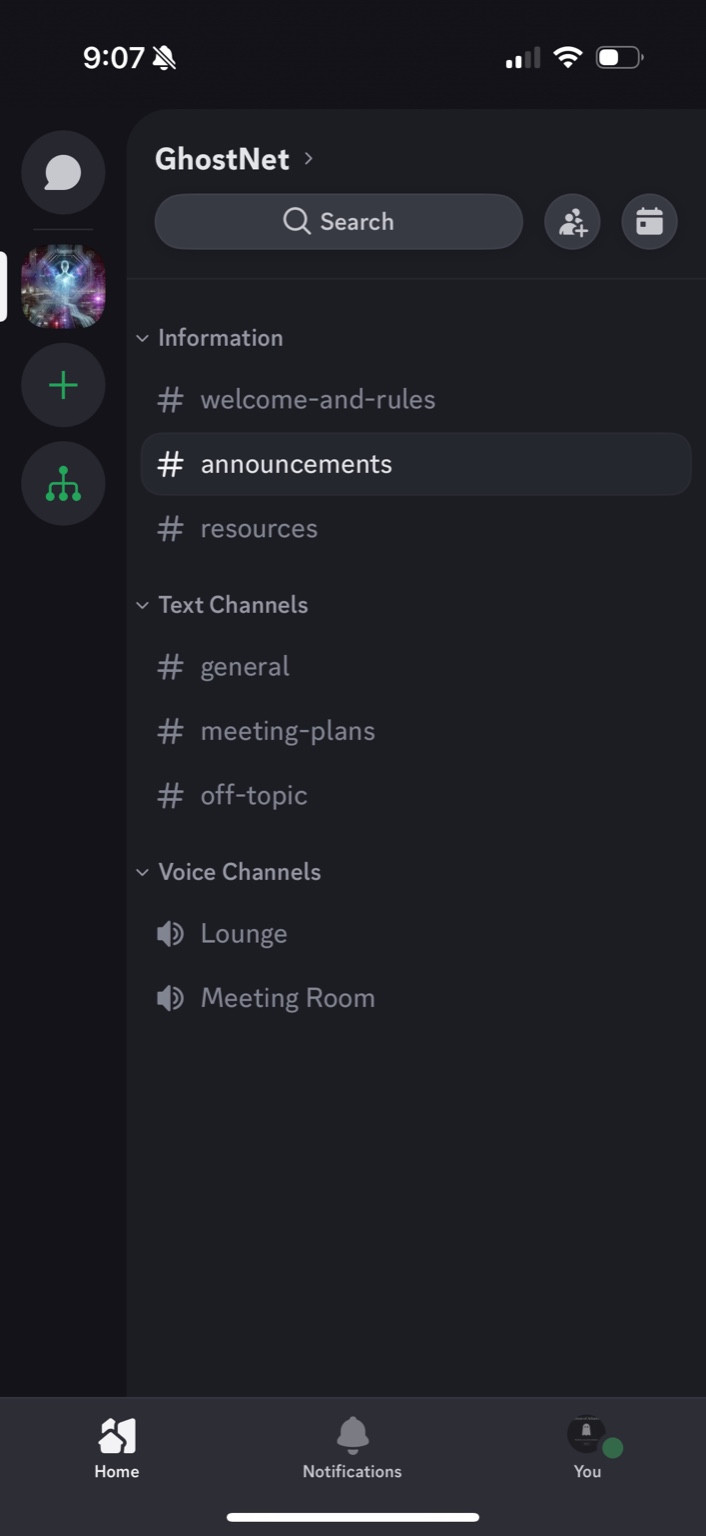 9:07
GhostNet
Search
Information
# welcome-and-rules
# announcements
# resources
Text Channels
# general
# meeting-plans
# off-topic
Voice Channels
Lounge
Meeting Room
Home
Notifications
You